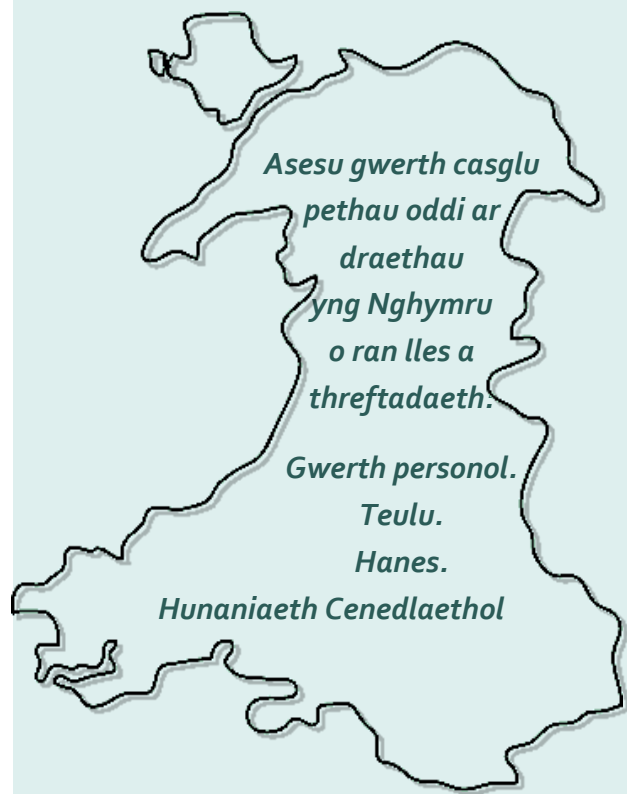 Asesu gwerth casglu
pethau oddi ar
draethau
yng Nghymru
o ran lles a
threftadaeth.
Gwerth personol.
Teulu.
Hanes.
Hunaniaeth Cenedlaethol